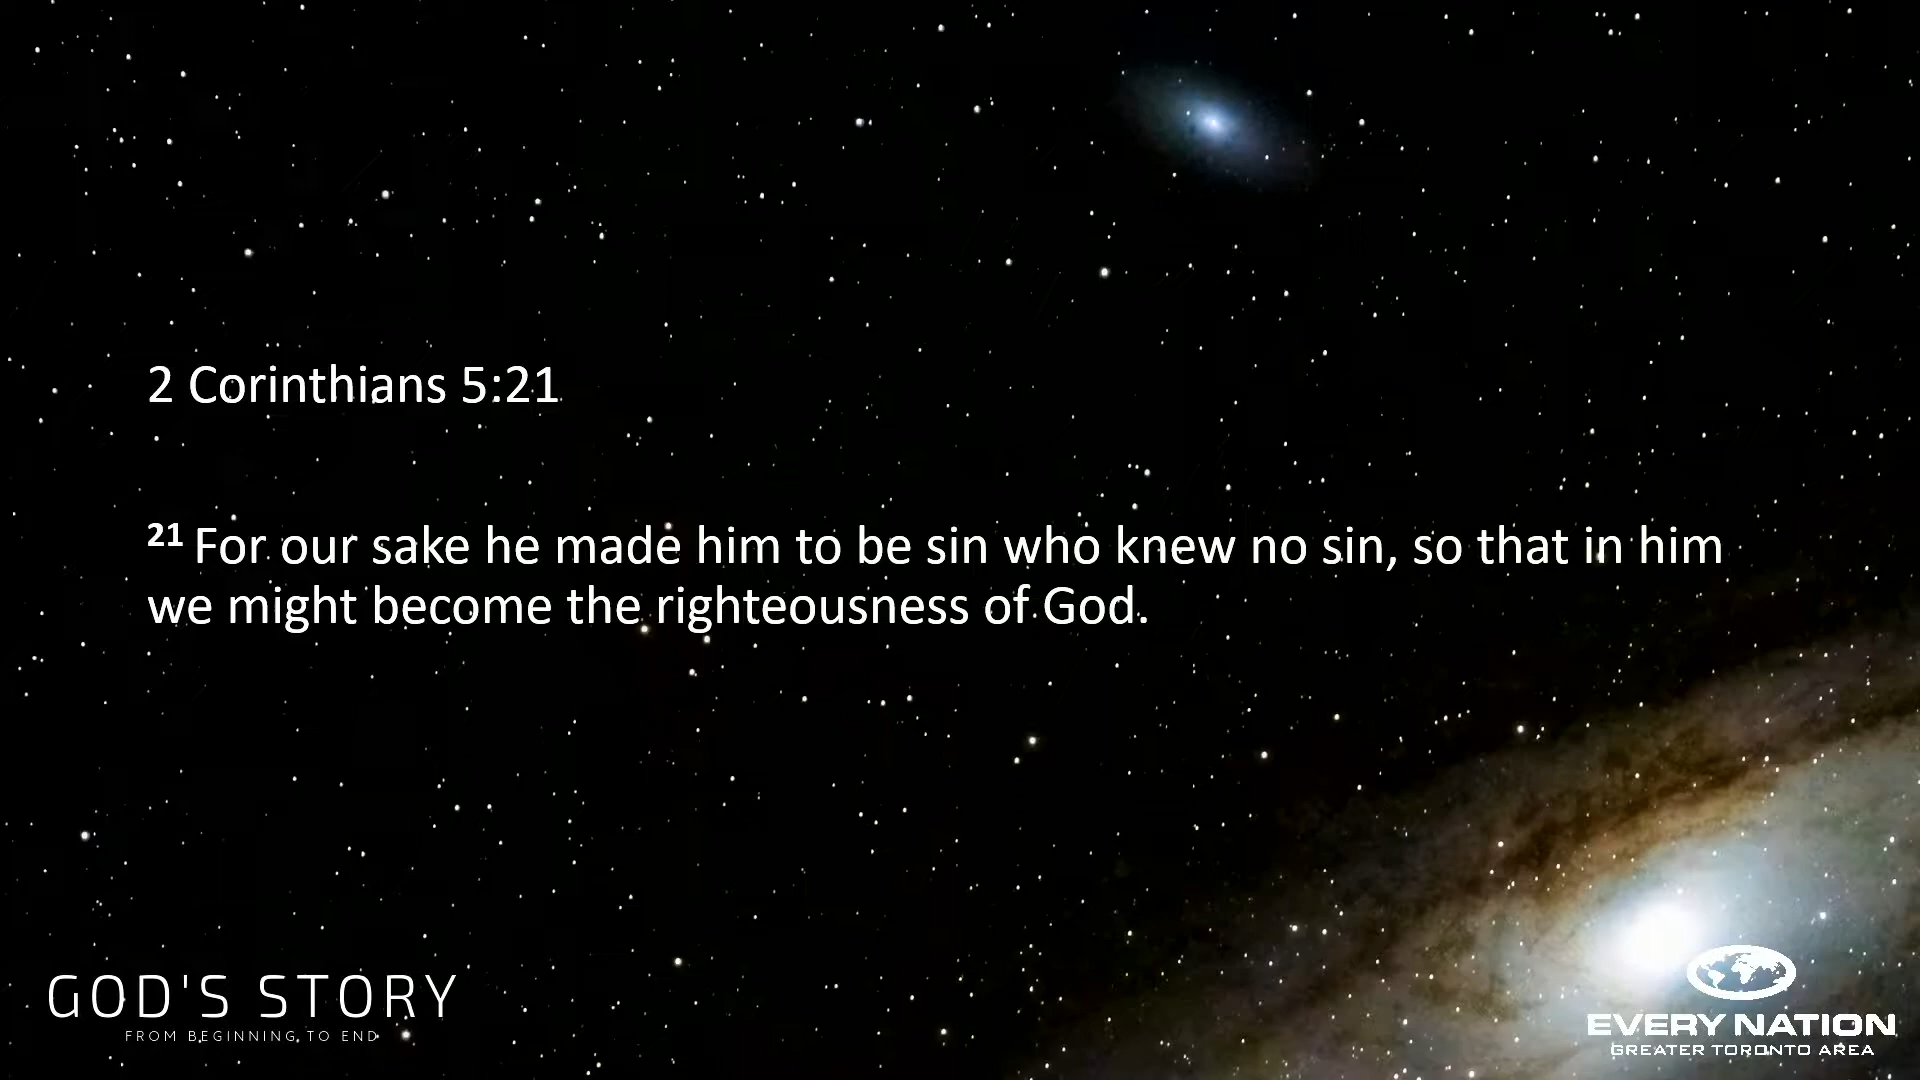 2 Corinthians 5:21
21 For our sake he made him to be sin who knew no sin, so that in him
we might become the righteousness of God.
GOD'S STORY
FROM BEGINNING TO END
EVERY NATION
GREATER TORONTO AREA